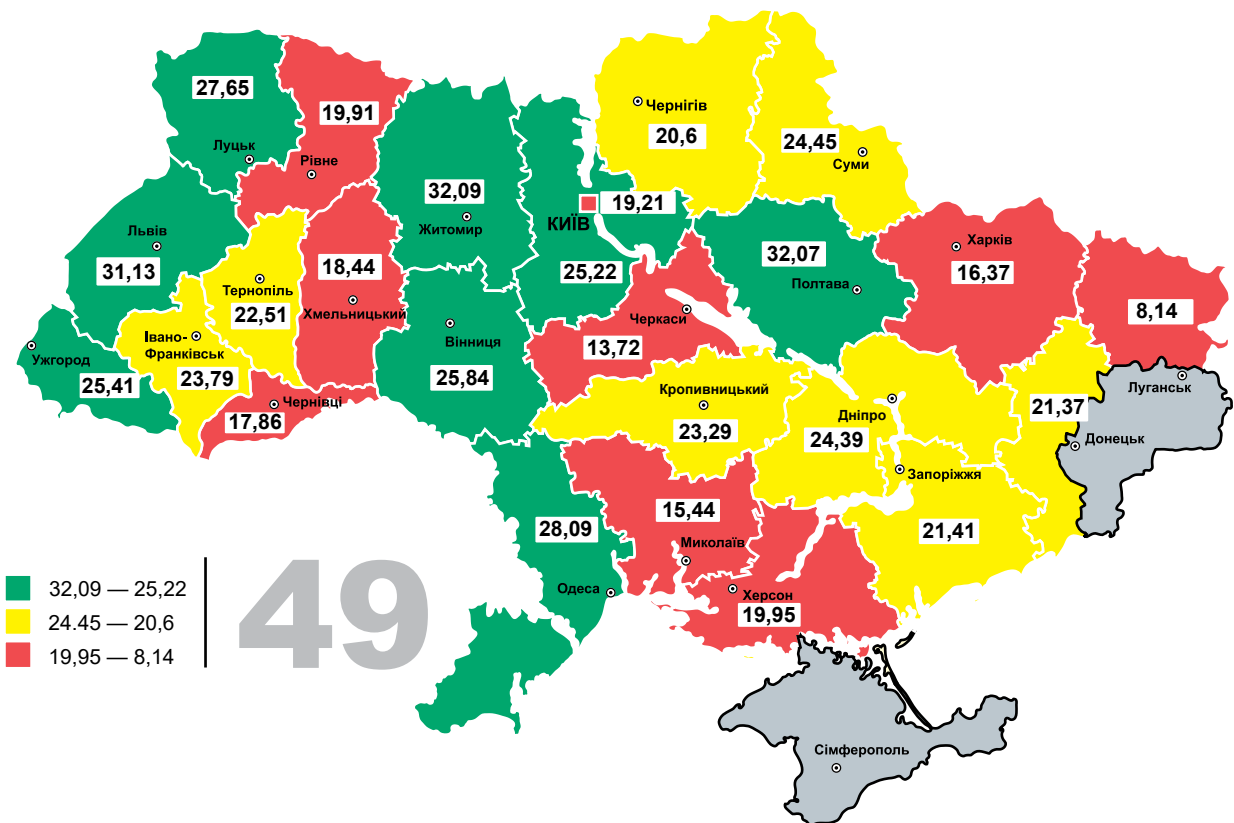 27,65
Луцьк
19,91
Рівне
32,09
Житомир
КИЇВ
19,21
25,22
Чернігів
20,6
24,45
Суми
Львів
31,13
Тернопіль
22,51
18,44
Хмельницький
Івано-
Франківськ
23,79
Ужгород
25,41
Чернівці
17,86
Вінниця
25,84
Черкаси
13,72
32,07
Полтава
Харків
16,37
8,14
Луганськ
21,37
Донецьк
Кропивницький
23,29
Дніпро
24,39
Запоріжжя
21,41
15,44
Миколаїв
28,09
Одеса
Херсон
19,95
Сімферополь
32,09 — 25,22
24.45 — 20,6
19,95 — 8,14
49